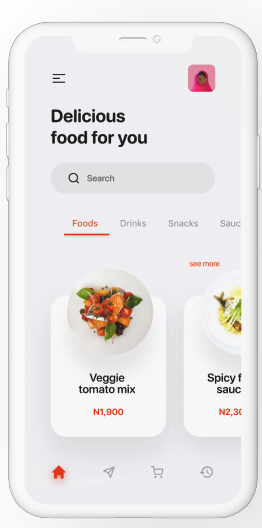 Delicious
food for you
Search
Foods Drinks Snacks Sauc
see more
Veggie
tomato mix
N1,900
Spicy f
sauc
N2,30